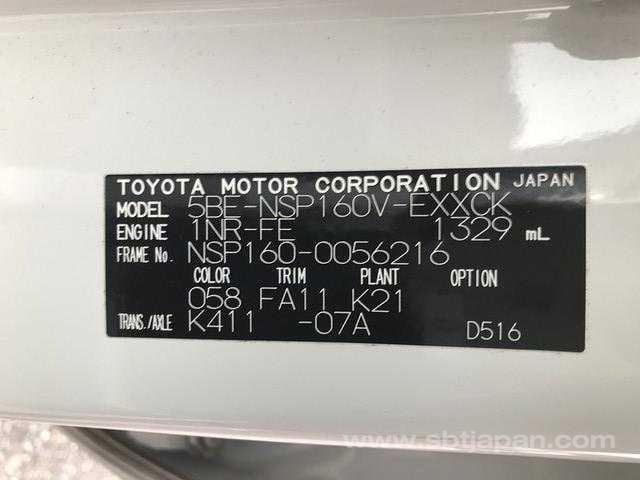 TOYOTA MOTOR CORPORATION JAPAN
MODEL 5BE-NSP160V-EXXCK
ENGINE 1NR-FE 1329 mL
FRAME No. NSP160-0056216
COLOR TRIM PLANT OPTION
058 FA11 K21
TRANS./AXLE K411 -07A D516
www.sbtjapan.com